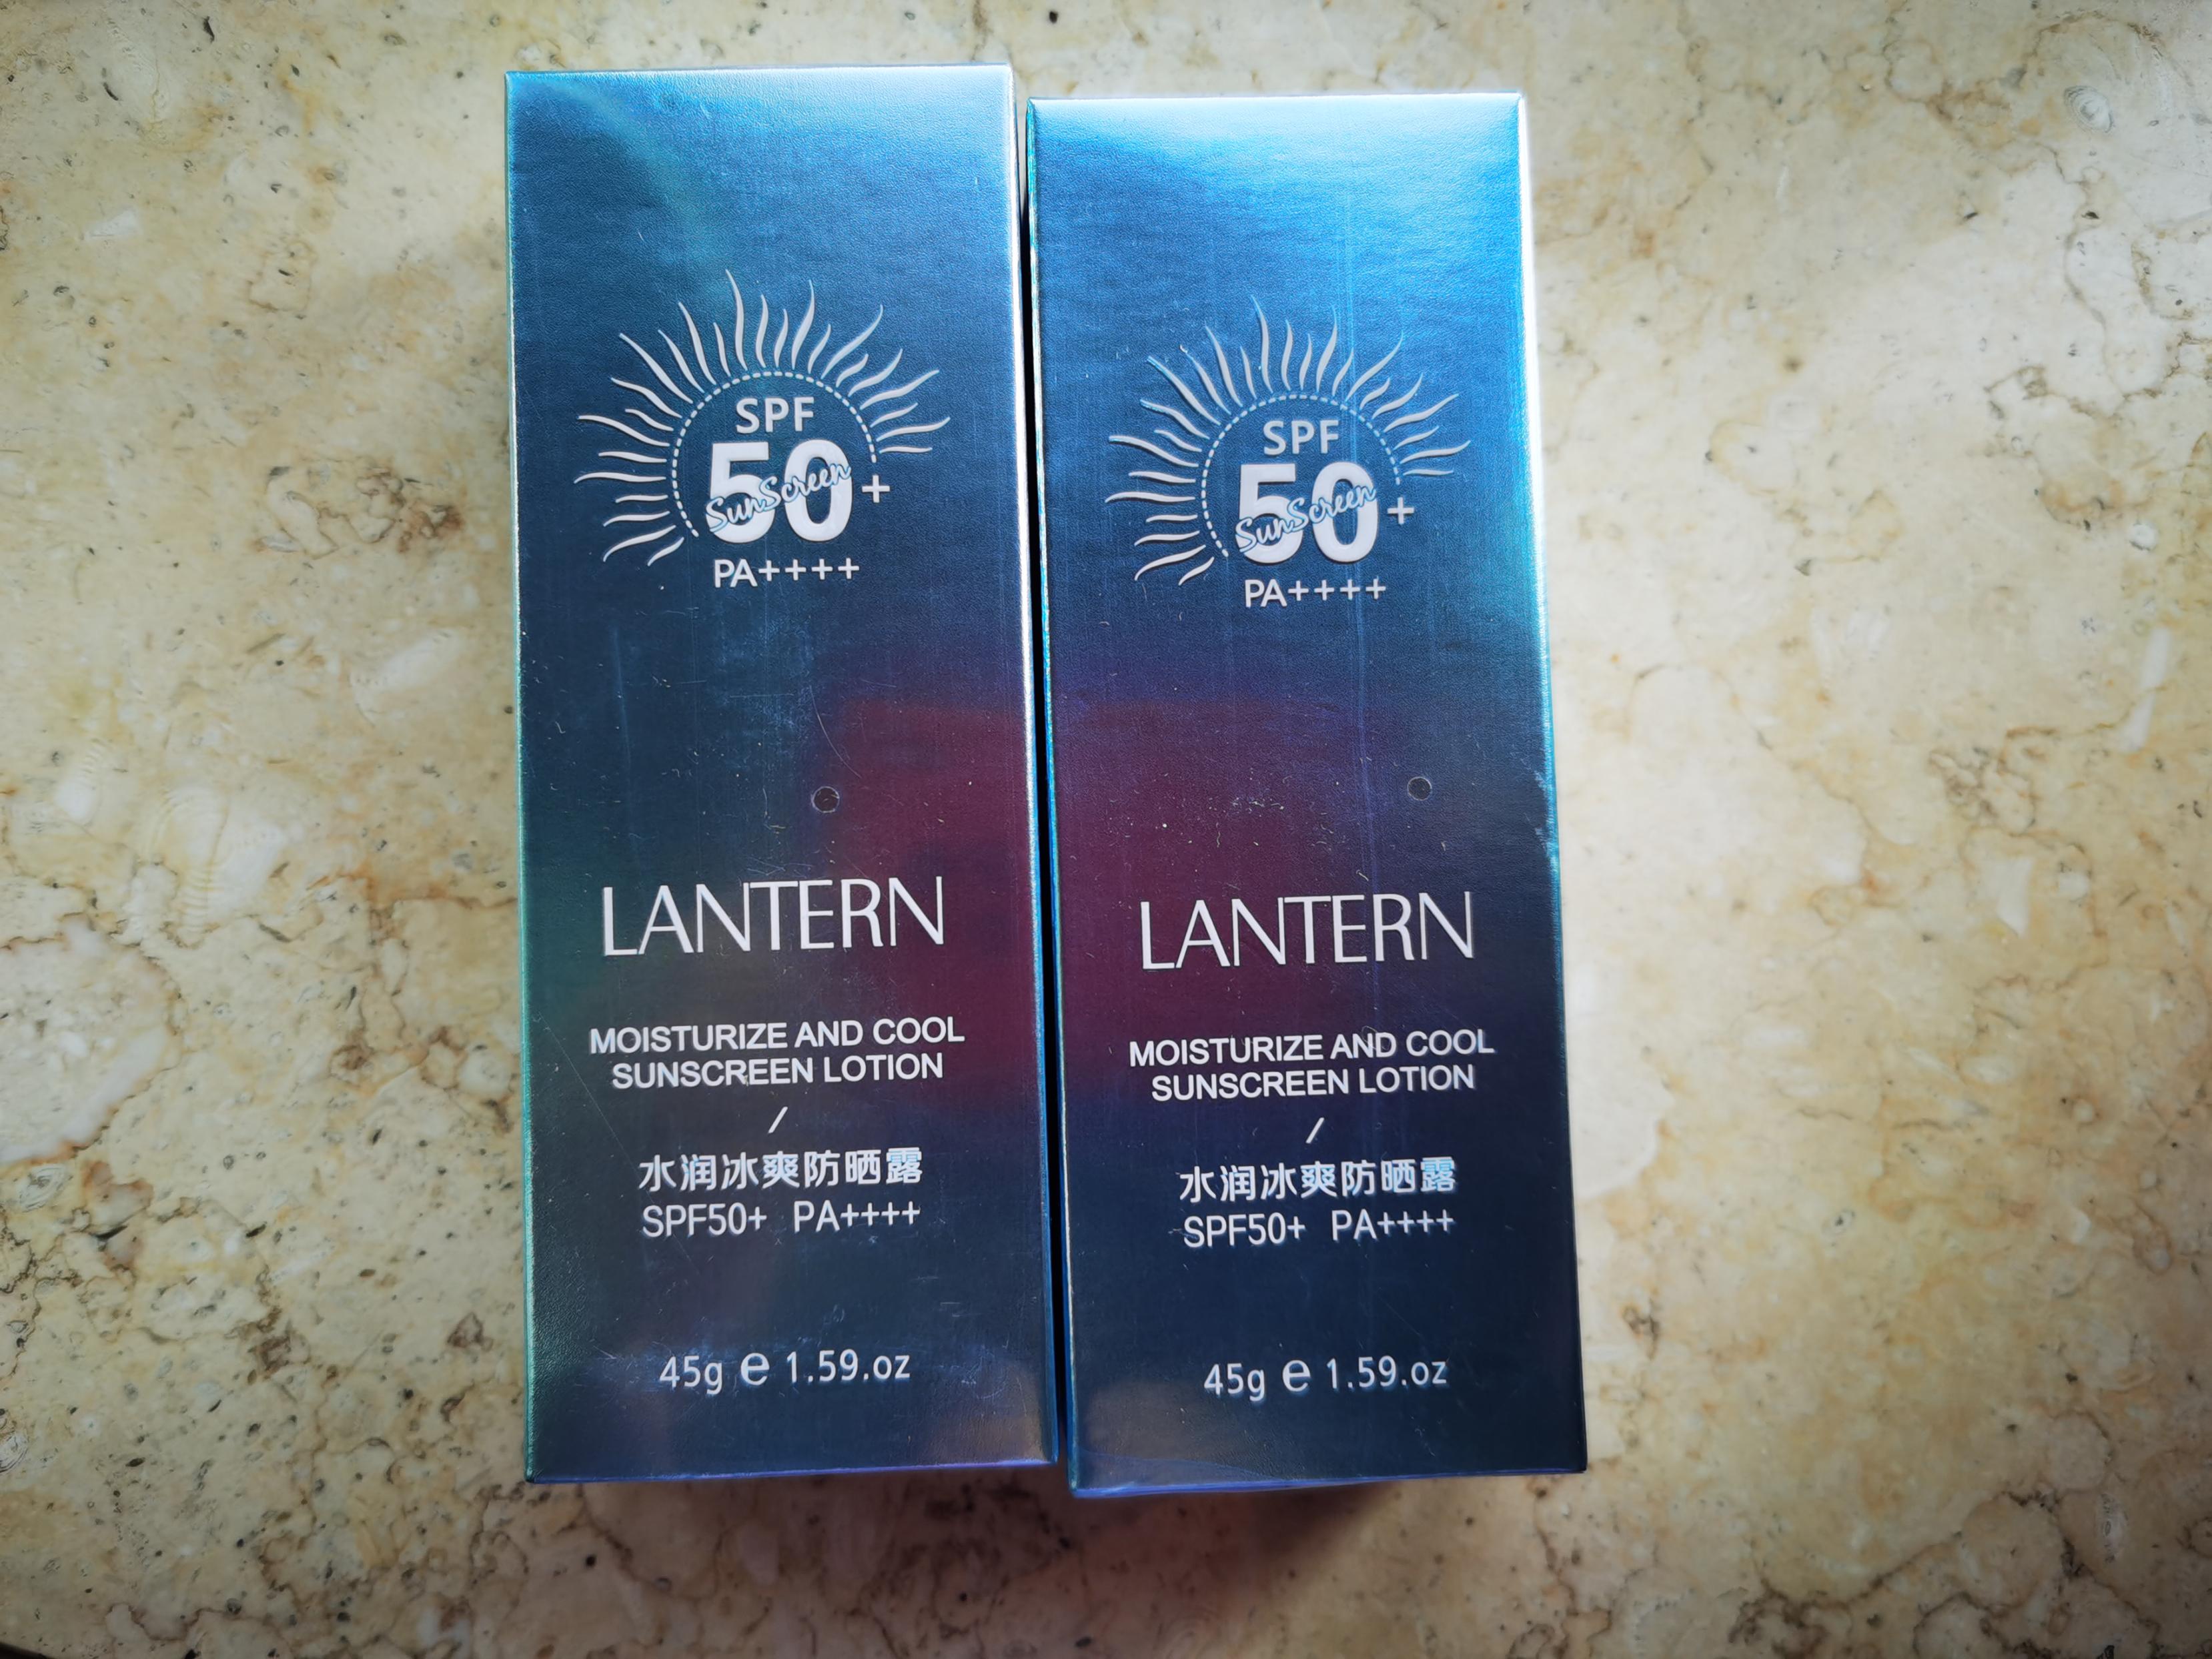 SPF
50+
SunScreen
PA++++
LANTERN
MOISTURIZE AND COOL
SUNSCREEN LOTION
/
水润冰爽防晒露
SPF50+ PA++++
45g e 1.59.oz
SPF
50+
SunScreen
PA++++
LANTERN
MOISTURIZE AND COOL
SUNSCREEN LOTION
/
水润冰爽防晒露
SPF50+ PA++++
45g e 1.59.oz